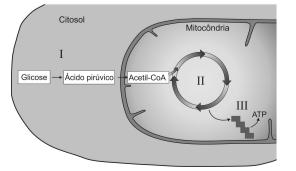 Citosol
Mitocôndria
I
Glicose
Ácido pirúvico
Acetil-CoA
II
III
ATP